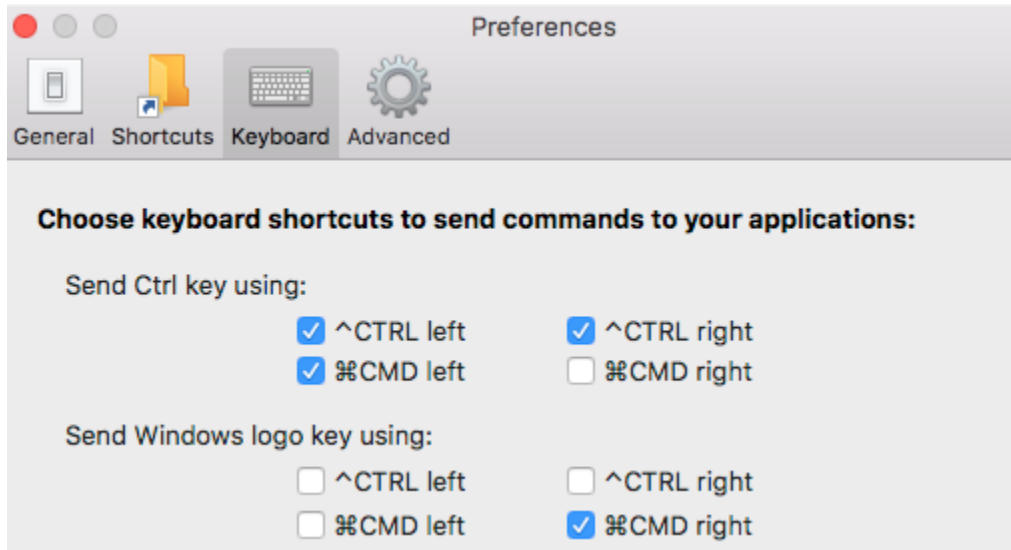 Preferences
General Shortcuts Keyboard Advanced
Choose keyboard shortcuts to send commands to your applications:
Send Ctrl key using:
^CTRL left ^CTRL right
⌘CMD left ⌘CMD right
Send Windows logo key using:
^CTRL left ^CTRL right
⌘CMD left ⌘CMD right